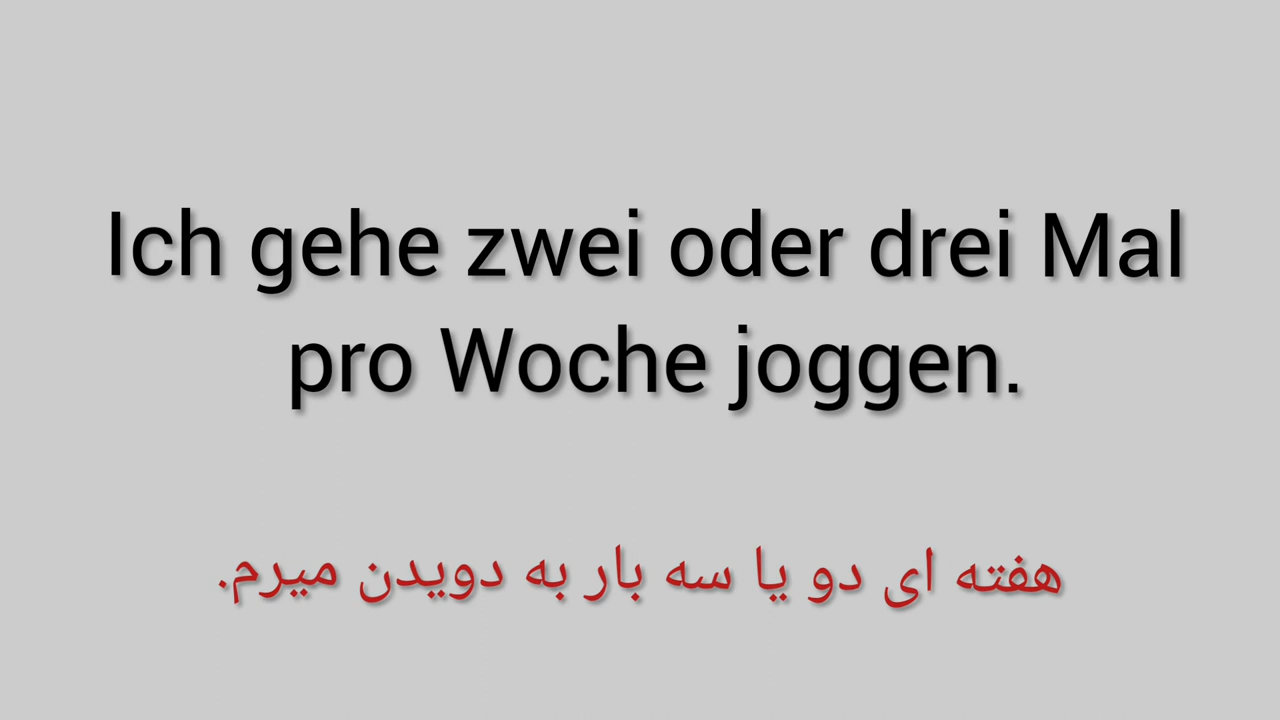 Ich gehe zwei oder drei Mal
pro Woche joggen.
هفته ای دو یا سه بار به دویدن میرم.